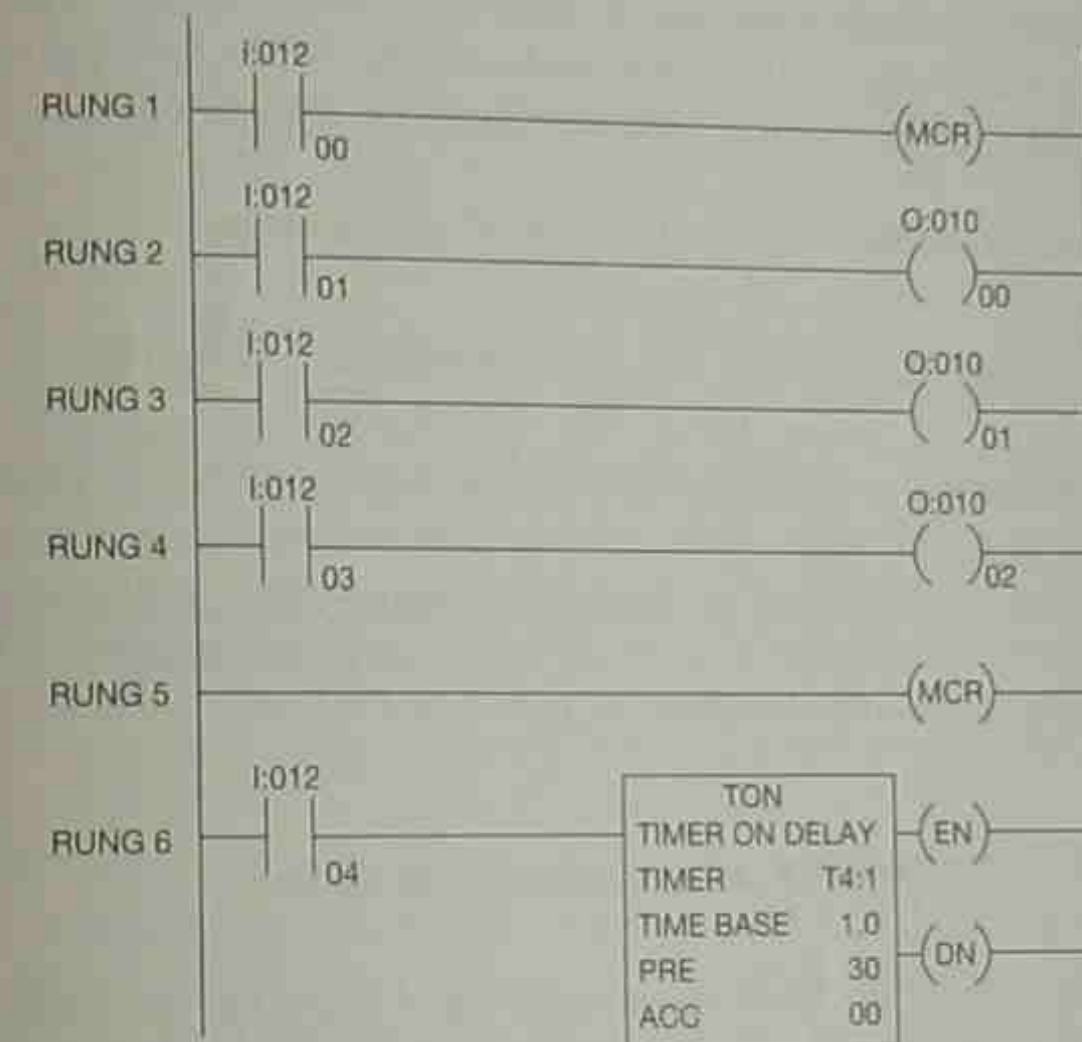 I:012
RUNG 1
00
(MCR)
I:012
RUNG 2
01
O:010
00
I:012
RUNG 3
02
O:010
01
I:012
RUNG 4
03
O:010
02
RUNG 5
(MCR)
I:012
RUNG 6
04
TON
TIMER ON DELAY
TIMER T4:1
TIME BASE 1.0
PRE 30
ACC 00
(EN)
(DN)